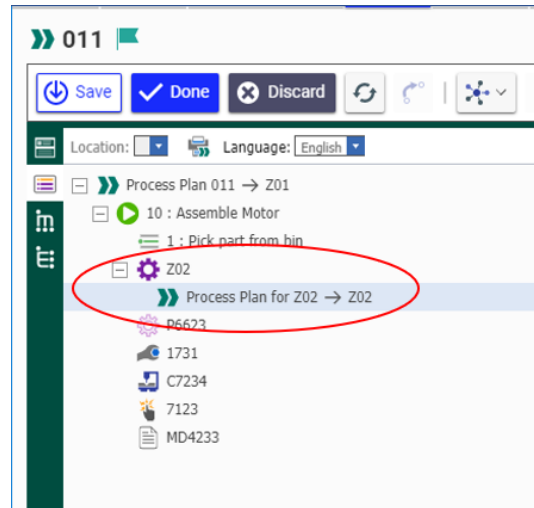 011
Save Done Discard
Location: Language: English
Process Plan 011 → Z01
10 : Assemble Motor
1 : Pick part from bin
Z02
Process Plan for Z02 → Z02
P6623
1731
C7234
7123
MD4233